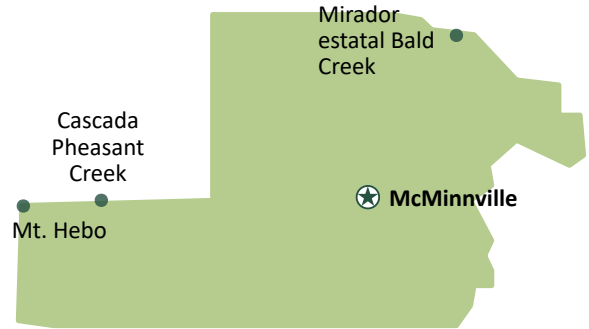 Mirador
estatal Bald
Creek
Cascada
Pheasant
Creek
McMinnville
Mt. Hebo